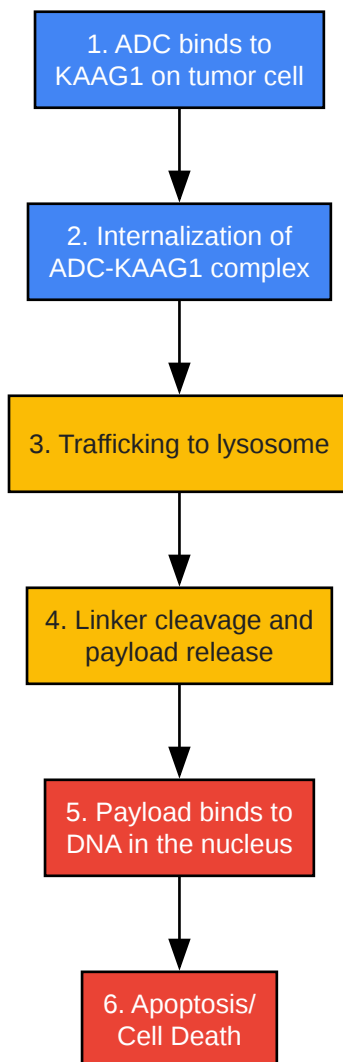 1. ADC binds to
KAAG1 on tumor cell
2. Internalization of
ADC-KAAG1 complex
3. Trafficking to lysosome
4. Linker cleavage and
payload release
5. Payload binds to
DNA in the nucleus
6. Apoptosis/
Cell Death